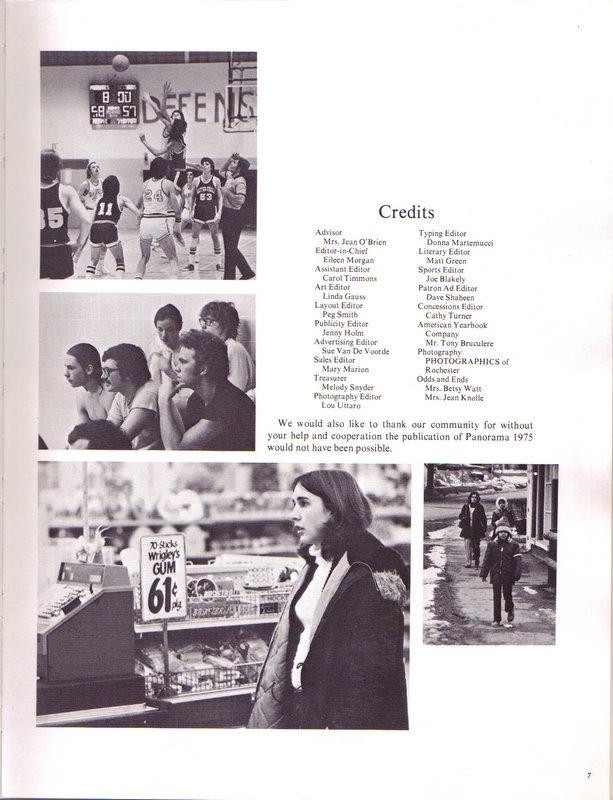 DEFENS
8 00
58 57
35
11
24
53
Credits
Advisor
Mrs. Jean O'Brien
Editor-in-Chief
Eileen Morgan
Assistant Editor
Carol Timmons
Art Editor
Linda Gauss
Layout Editor
Peg Smith
Publicity Editor
Jenny Holm
Advertising Editor
Sue Van De Voorde
Sales Editor
Mary Marion
Treasurer
Melody Snyder
Photography Editor
Lou Uttaro
Typing Editor
Donna Martemucci
Literary Editor
Matt Green
Sports Editor
Joe Blakely
Patron Ad Editor
Dave Shaheen
Concessions Editor
Cathy Turner
American Yearbook
Company
Mr. Tony Bruculere
Photography
PHOTOGRAPHICS of
Rochester
Odds and Ends
Mrs. Betsy Watt
Mrs. Jean Knolle
We would also like to thank our community for without
your help and cooperation the publication of Panorama 1975
would not have been possible.
70 Sticks
Wrigley's
GUM
61¢
pkg.
7